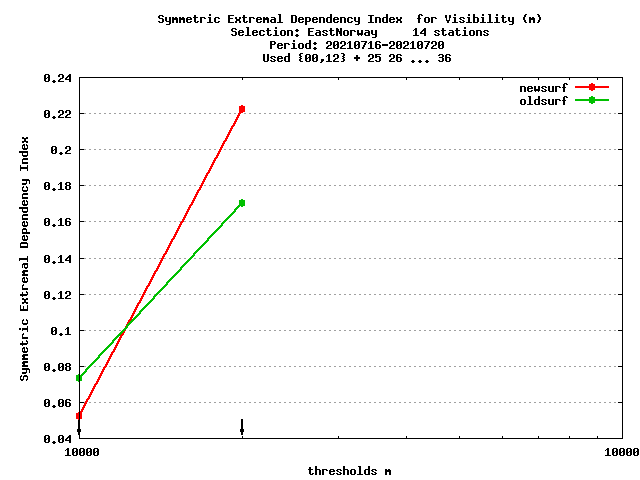 Symmetric Extremal Dependency Index  for Visibility (m)
Selection: EastNorway     14 stations
Period: 20210716-20210720
Used {00,12} + 25 26 ... 36
newsurf
oldsurf
0.24
0.22
0.2
0.18
0.16
0.14
0.12
0.1
0.08
0.06
0.04
Symmetric Extremal Dependency Index
10000
10000
thresholds m